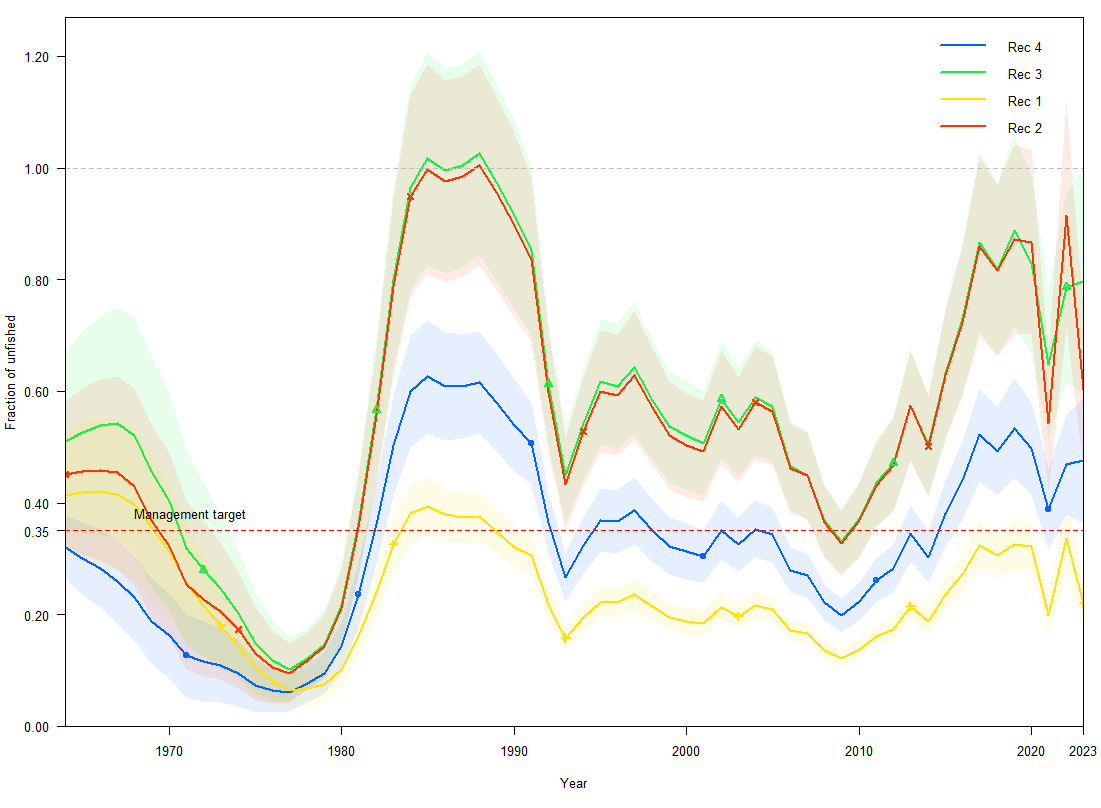 Rec 4
Rec 3
Rec 1
Rec 2
1.20
1.00
0.80
0.60
0.40
0.35
0.20
0.00
Fraction of unfished
Management target
1970 1980 1990 2000 2010 2020 2023
Year